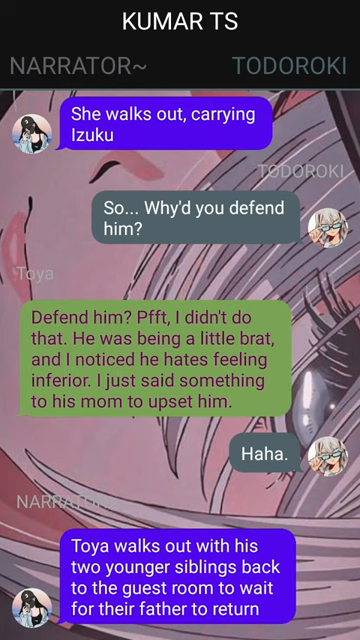 KUMAR TS
NARRATOR~ TODOROKI
She walks out, carrying
Izuku
TODOROKI
So... Why'd you defend
him?
Toya
Defend him? Pfft, I didn't do
that. He was being a little brat,
and I noticed he hates feeling
inferior. I just said something
to his mom to upset him.
Haha.
NARRATOR~
Toya walks out with his
two younger siblings back
to the guest room to wait
for their father to return